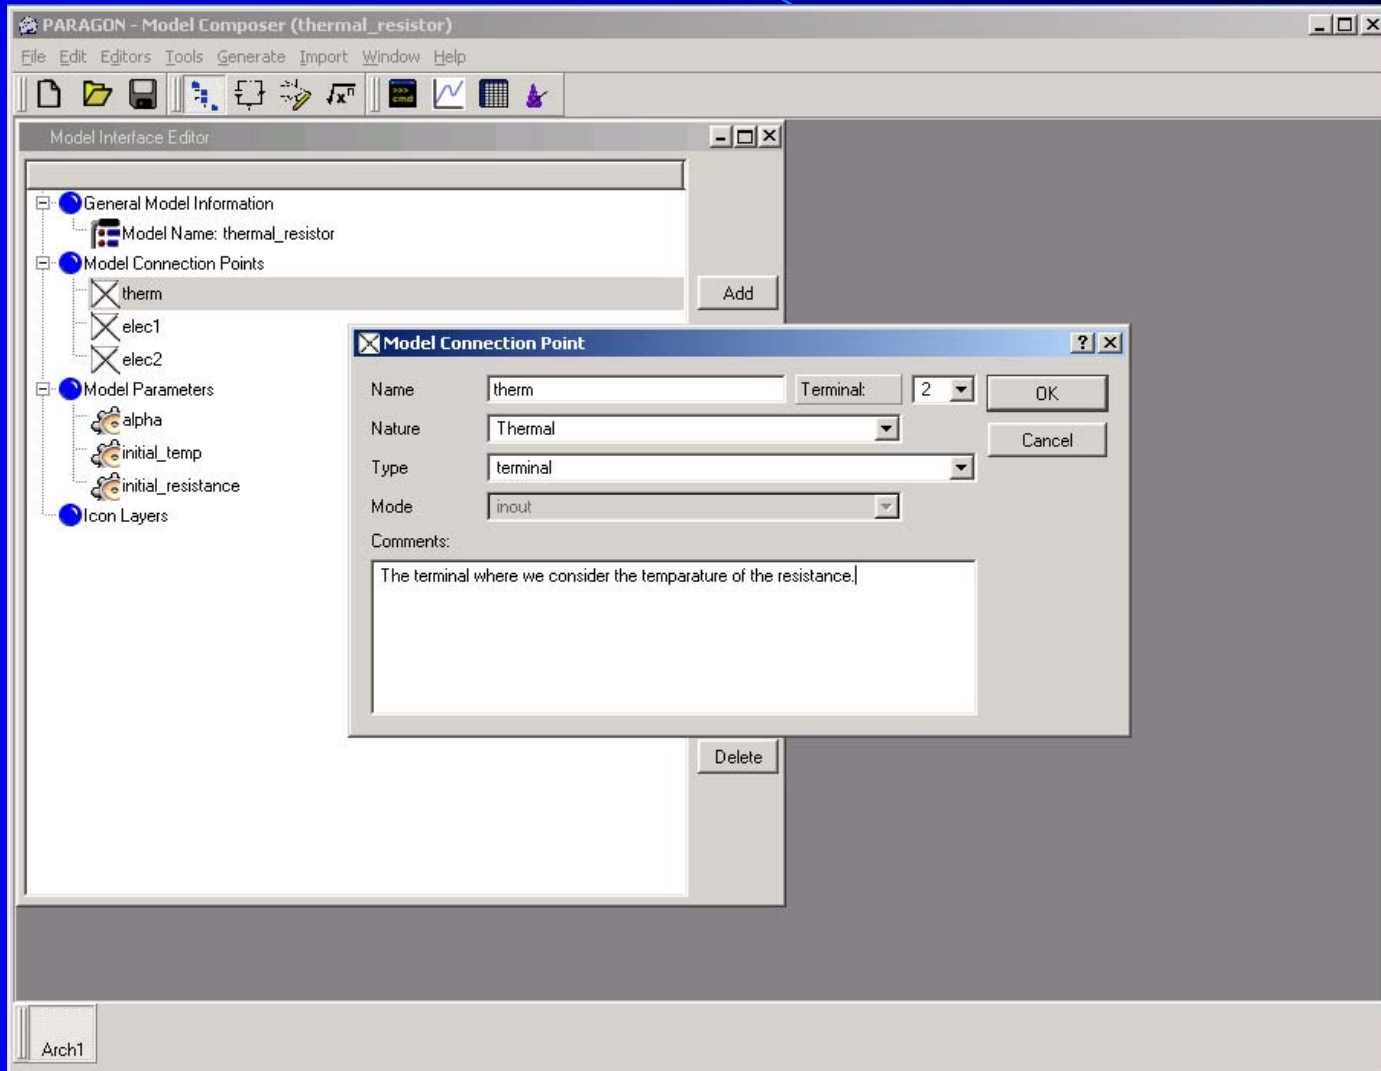 PARAGON - Model Composer (thermal_resistor)
File Edit Editors Tools Generate Import Window Help
>>> cmd
Model Interface Editor
General Model Information
Model Name: thermal_resistor
Model Connection Points
therm
Add
elec1
elec2
Model Parameters
alpha
initial_temp
initial_resistance
Icon Layers
Model Connection Point
Name therm Terminal: 2 OK
Nature Thermal Cancel
Type terminal
Mode inout
Comments:
The terminal where we consider the temparature of the resistance.
Delete
Arch1